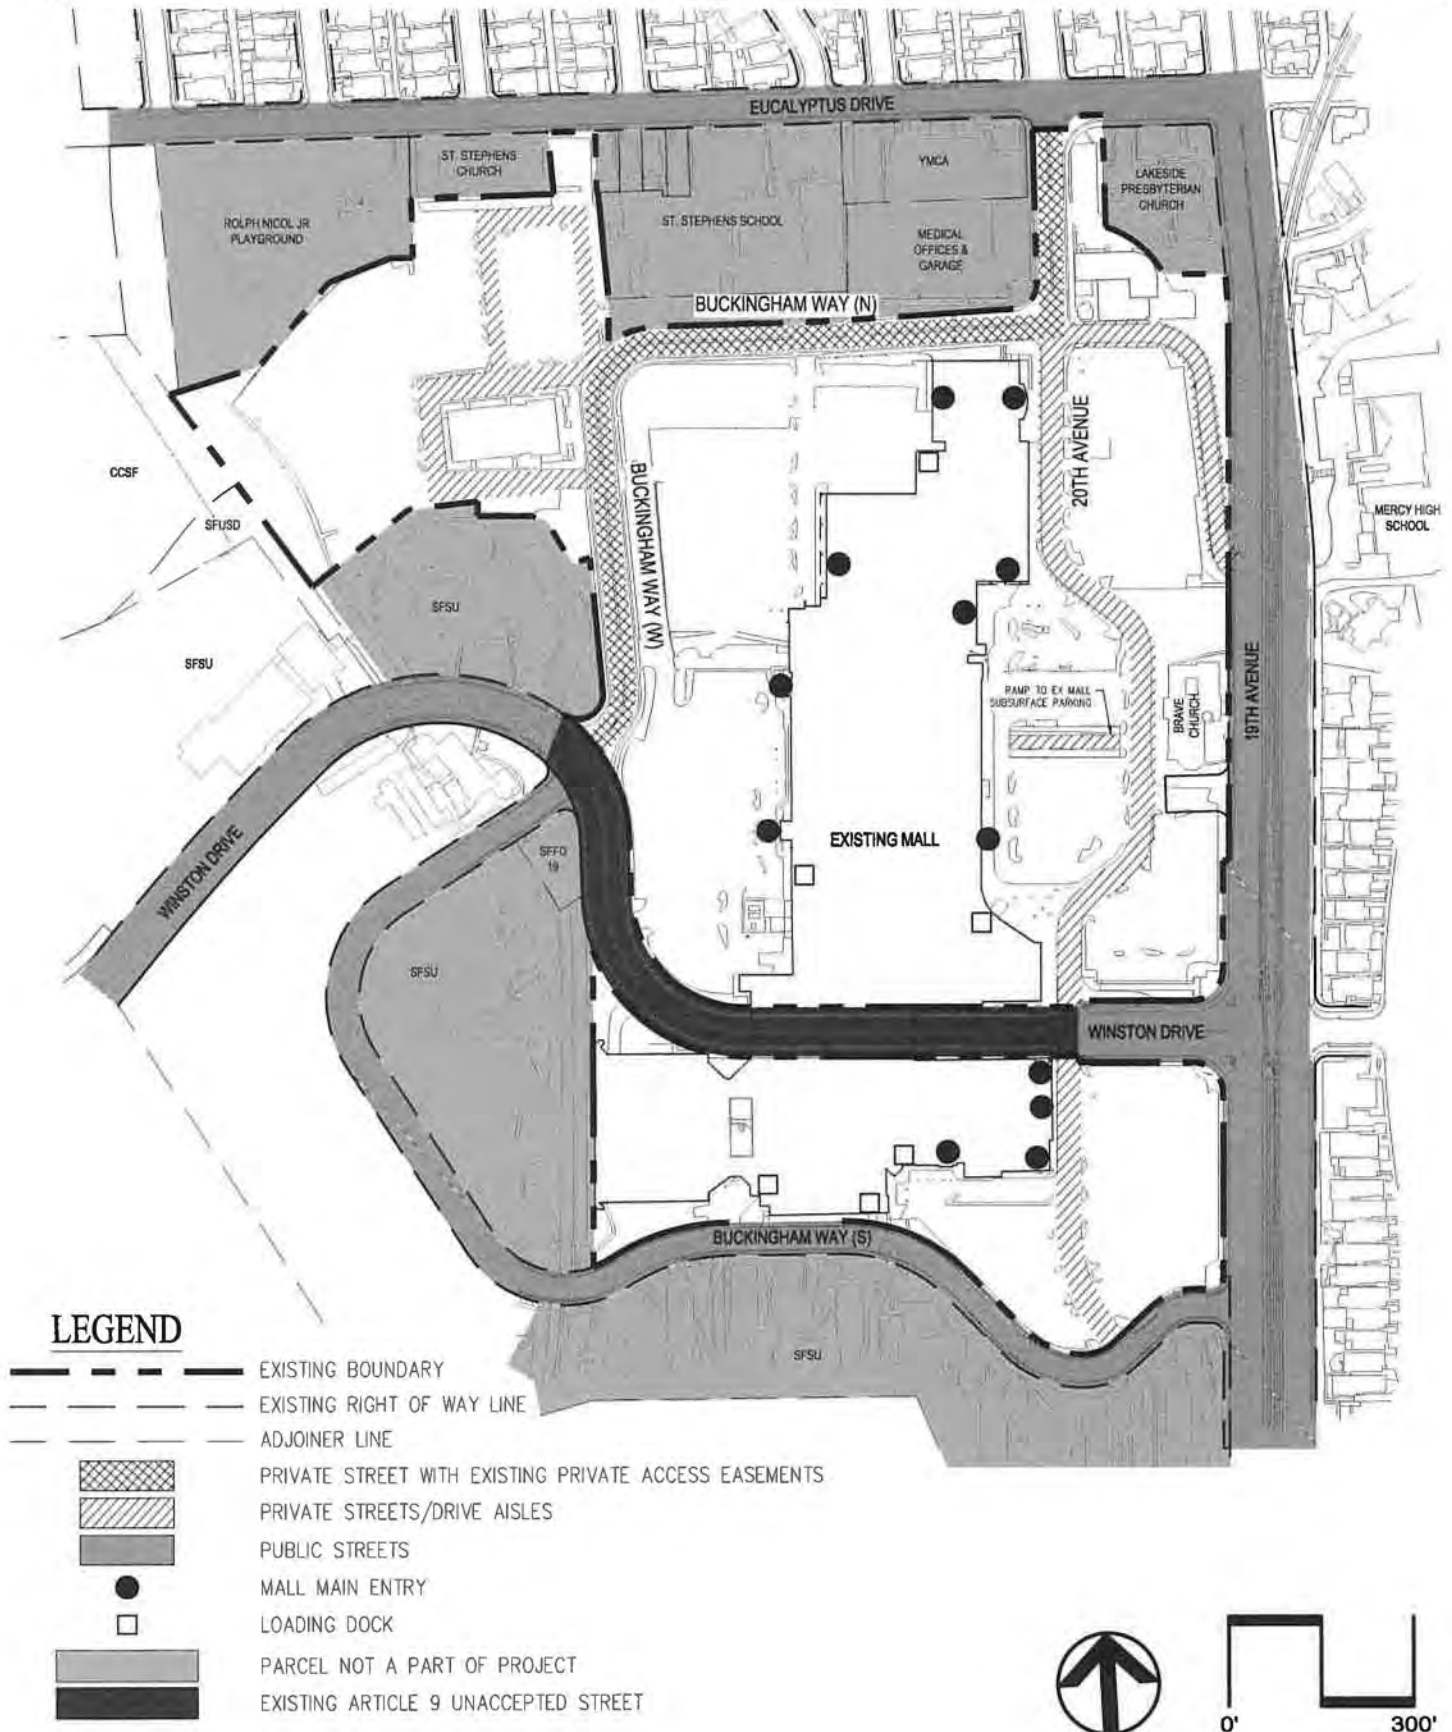 EUCALYPTUS DRIVE
ST. STEPHENS
CHURCH
YMCA
LAKESIDE
PRESBYTERIAN
CHURCH
ROLPH NICOL JR
PLAYGROUND
ST. STEPHENS SCHOOL
MEDICAL
OFFICES &
GARAGE
BUCKINGHAM WAY (N)
20TH AVENUE
CCSF
SFUSD
BUCKINGHAM WAY (W)
MERCY HIGH
SCHOOL
SFSU
SFSU
RAMP TO EX MALL
SUBSURFACE PARKING
BRAVE
CHURCH
19TH AVENUE
WINSTON DRIVE
SFFD
19
EXISTING MALL
SFSU
WINSTON DRIVE
BUCKINGHAM WAY (S)
SFSU
LEGEND
EXISTING BOUNDARY
EXISTING RIGHT OF WAY LINE
ADJOINER LINE
PRIVATE STREET WITH EXISTING PRIVATE ACCESS EASEMENTS
PRIVATE STREETS/DRIVE AISLES
PUBLIC STREETS
MALL MAIN ENTRY
LOADING DOCK
PARCEL NOT A PART OF PROJECT
EXISTING ARTICLE 9 UNACCEPTED STREET
0' 300'